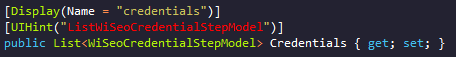 [Display(Name = "credentials")]
[UIHint("ListWiSeoCredentialStepModel")]
public List<WiSeoCredentialStepModel> Credentials { get; set; }